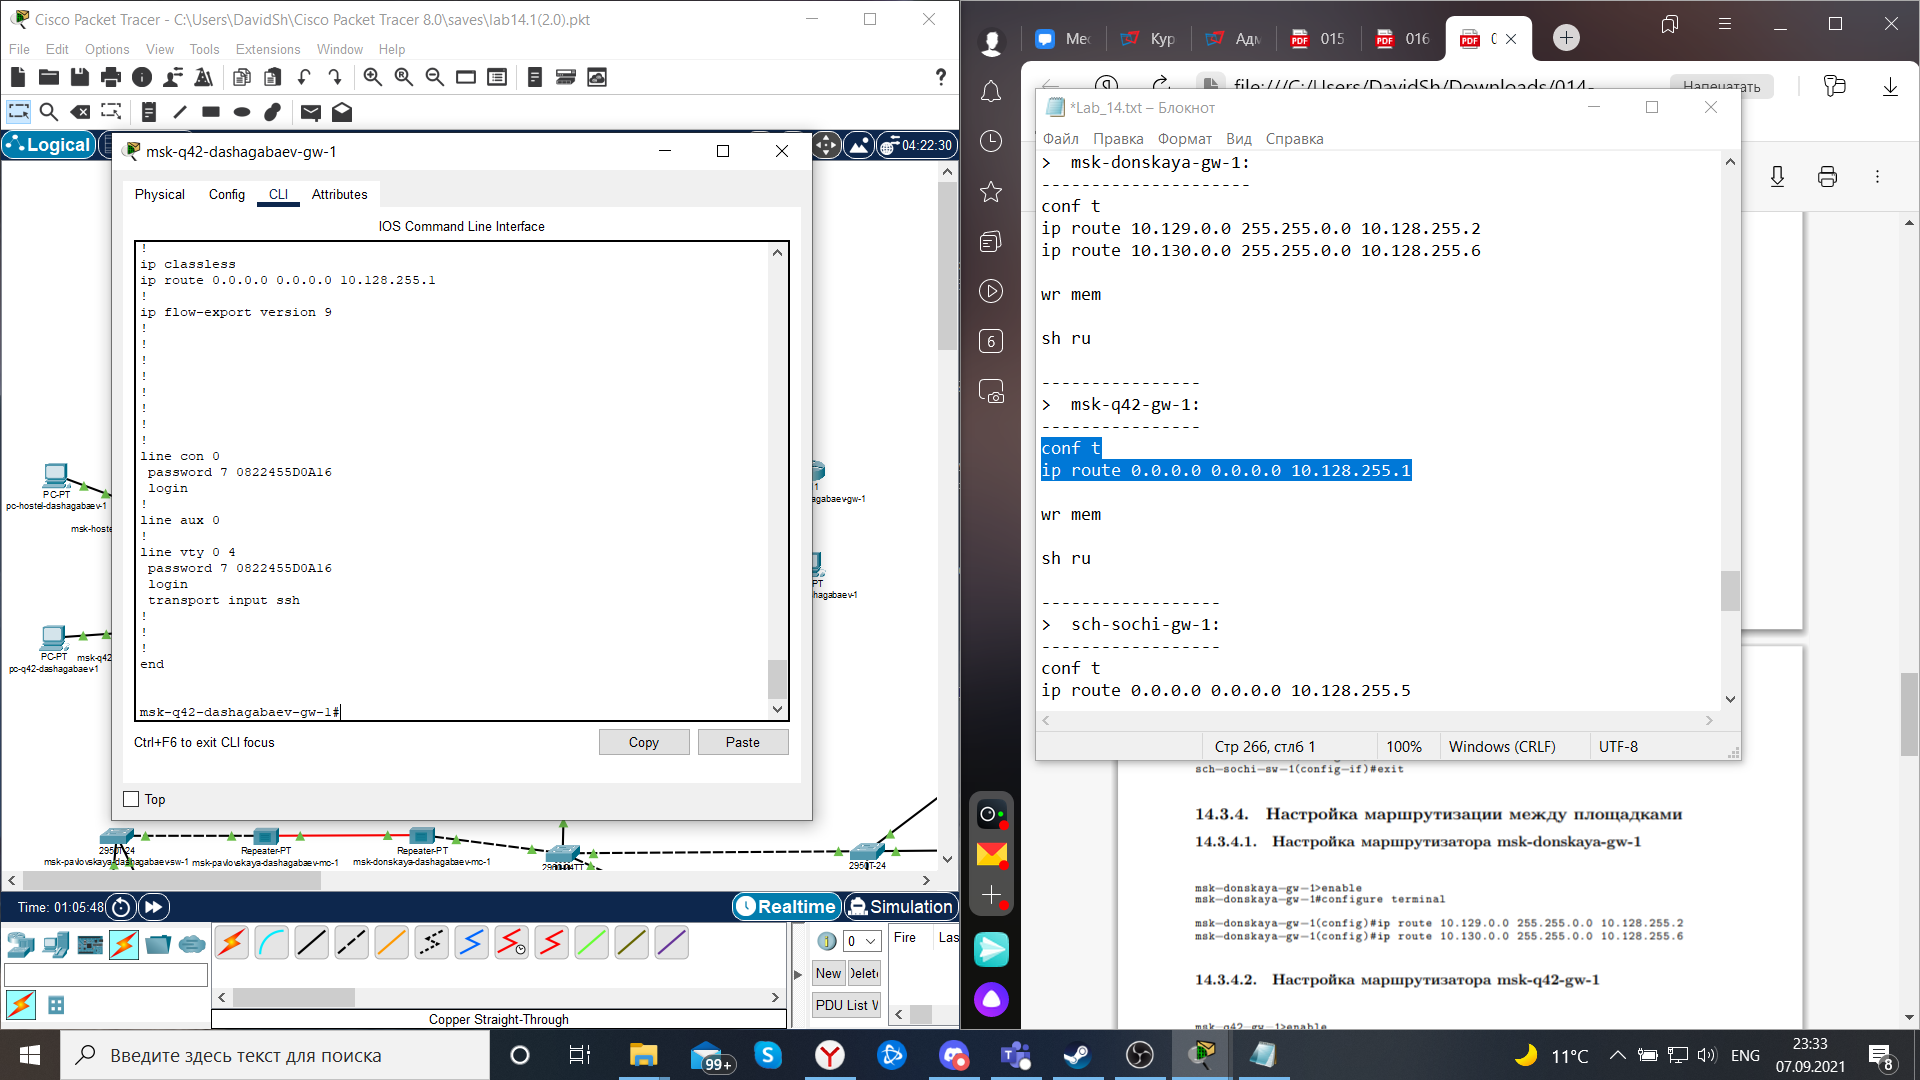 Cisco Packet Tracer - C:\Users\DavidSh\Cisco Packet Tracer 8.0\saves\lab14.1(2.0).pkt
File Edit Options View Tools Extensions Window Help
Logical
04:22:30
msk-q42-dashagabaev-gw-1
Physical Config CLI Attributes
IOS Command Line Interface
!
ip classless
ip route 0.0.0.0 0.0.0.0 10.128.255.1
!
ip flow-export version 9
!
!
!
!
!
!
!
!
line con 0
password 7 0822455D0A16
login
!
line aux 0
!
line vty 0 4
password 7 0822455D0A16
login
transport input ssh
!
!
!
end
msk-q42-dashagabaev-gw-1#
Ctrl+F6 to exit CLI focus
Copy
Paste
Top
PC-PT
pc-hostel-dashagabaev-1
msk-hoste
PC-PT
msk-q42
pc-q42-dashagabaev-1
1
agabaev-gw-1
PT
hagabaev-1
2950T-24
msk-pavlovskaya-dashagabaev-sw-1
Repeater-PT
msk-pavlovskaya-dashagabaev-mc-1
Repeater-PT
msk-donskaya-dashagabaev-mc-1
2950T-24
Time: 01:05:48
Realtime
Simulation
0
Fire
Las
New
Delete
PDU List W
Copper Straight-Through
Мес
Кур
Адм
015
016
0
file:///C:/Users/DavidSh/Downloads/014-
Напечатать
6
*Lab_14.txt – Блокнот
Файл Правка Формат Вид Справка
> msk-donskaya-gw-1:
---------------------
conf t
ip route 10.129.0.0 255.255.0.0 10.128.255.2
ip route 10.130.0.0 255.255.0.0 10.128.255.6
wr mem
sh ru
----------------
> msk-q42-gw-1:
----------------
conf t
ip route 0.0.0.0 0.0.0.0 10.128.255.1
wr mem
sh ru
------------------
> sch-sochi-gw-1:
------------------
conf t
ip route 0.0.0.0 0.0.0.0 10.128.255.5
Стр 266, стлб 1
100%
Windows (CRLF)
UTF-8
sch-sochi-sw-1(config-if)#exit
14.3.4. Настройка маршрутизации между площадками
14.3.4.1. Настройка маршрутизатора msk-donskaya-gw-1
msk-donskaya-gw-1>enable
msk-donskaya-gw-1#configure terminal
msk-donskaya-gw-1(config)#ip route 10.129.0.0 255.255.0.0 10.128.255.2
msk-donskaya-gw-1(config)#ip route 10.130.0.0 255.255.0.0 10.128.255.6
14.3.4.2. Настройка маршрутизатора msk-q42-gw-1
msk-q42-gw-1>enable
Введите здесь текст для поиска
99+
11°C
ENG
23:33
07.09.2021
8